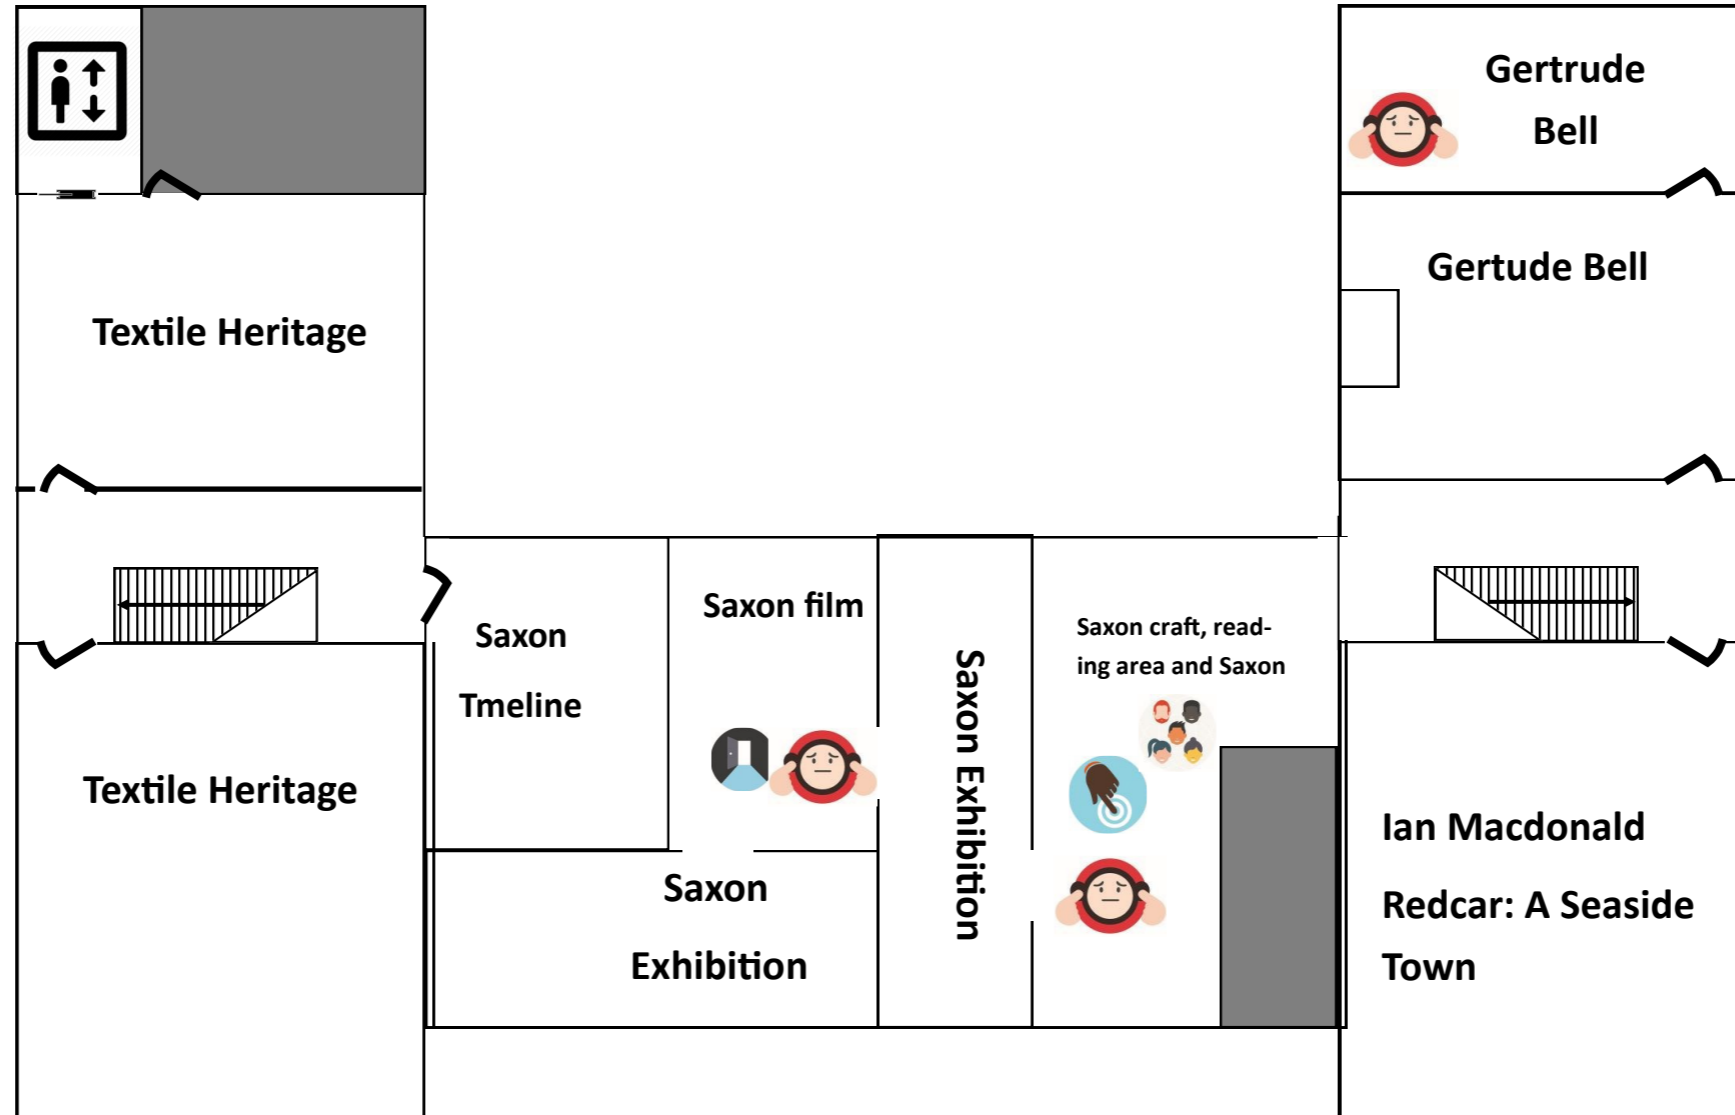 Gertrude
Bell
Gertude Bell
Textile Heritage
Saxon film
Saxon
Tmeline
Saxon craft, read-
ing area and Saxon
Saxon Exhibition
Textile Heritage
Saxon
Exhibition
Ian Macdonald
Redcar: A Seaside
Town